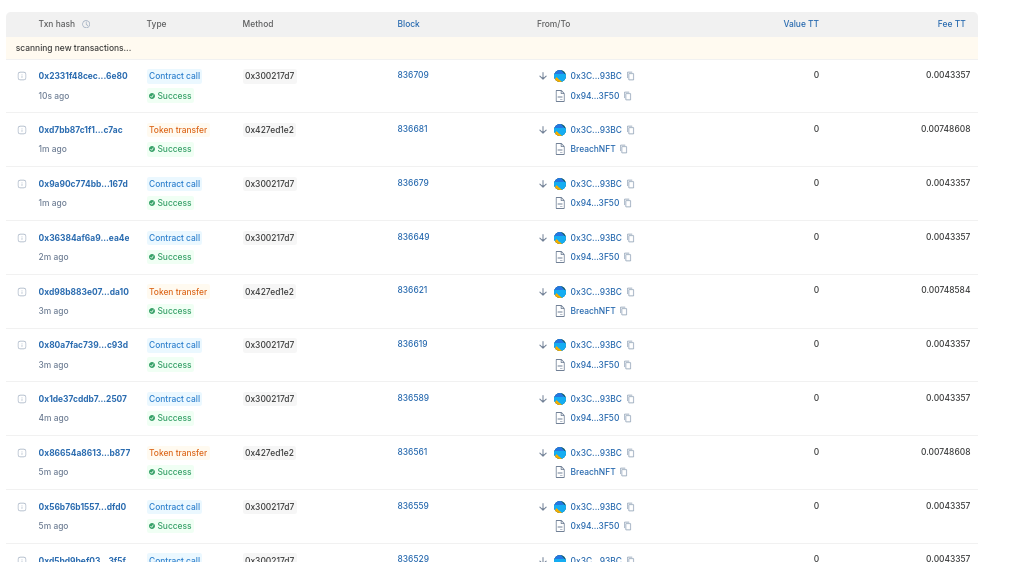 Txn hash Type Method Block From/To Value TT Fee TT
scanning new transactions...
0x2331f48cec...6e80 Contract call 0x300217d7 836709 0x3C...93BC 0 0.0043357
10s ago Success 0x94...3F50
0xd7bb87c1f1...c7ac Token transfer 0x427ed1e2 836681 0x3C...93BC 0 0.00748608
1m ago Success BreachNFT
0x9a90c774bb...167d Contract call 0x300217d7 836679 0x3C...93BC 0 0.0043357
1m ago Success 0x94...3F50
0x36384af6a9...ea4e Contract call 0x300217d7 836649 0x3C...93BC 0 0.0043357
2m ago Success 0x94...3F50
0xd98b883e07...da10 Token transfer 0x427ed1e2 836621 0x3C...93BC 0 0.00748584
3m ago Success BreachNFT
0x80a7fac739...c93d Contract call 0x300217d7 836619 0x3C...93BC 0 0.0043357
3m ago Success 0x94...3F50
0x1de37cddb7...2507 Contract call 0x300217d7 836589 0x3C...93BC 0 0.0043357
4m ago Success 0x94...3F50
0x86654a8613...b877 Token transfer 0x427ed1e2 836561 0x3C...93BC 0 0.00748608
5m ago Success BreachNFT
0x56b76b1557...dfd0 Contract call 0x300217d7 836559 0x3C...93BC 0 0.0043357
5m ago Success 0x94...3F50
Contract call 0x300217d7 836529 0x3C...93BC 0 0.0043357